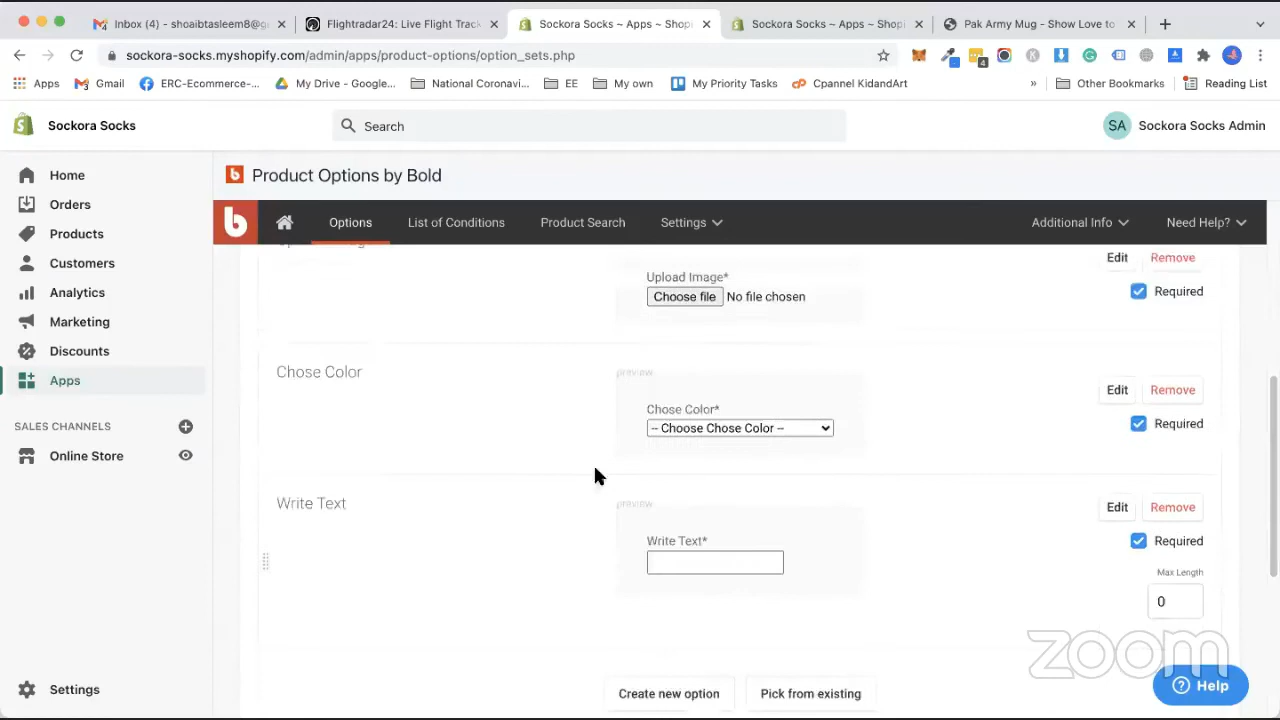 Inbox (4) - shoaibtasleem8@g
Flightradar24: Live Flight Track
Sockora Socks ~ Apps ~ Shopi
Sockora Socks ~ Apps ~ Shopi
Pak Army Mug - Show Love to
sockora-socks.myshopify.com/admin/apps/product-options/option_sets.php
4
Apps
Gmail
ERC-Ecommerce-...
My Drive - Google...
National Coronavi...
EE
My own
My Priority Tasks
Cpannel KidandArt
»
Other Bookmarks
Reading List
Sockora Socks
Search
SA
Sockora Socks Admin
Home
Orders
Products
Customers
Analytics
Marketing
Discounts
Apps
SALES CHANNELS
Online Store
Settings
Product Options by Bold
b
Options
List of Conditions
Product Search
Settings
Additional Info
Need Help?
Upload Image*
Choose file No file chosen
Edit
Remove
Required
Chose Color
preview
Chose Color*
-- Choose Chose Color --
Edit
Remove
Required
Write Text
preview
Write Text*
Edit
Remove
Required
Max Length
0
Create new option
Pick from existing
zoom
Help